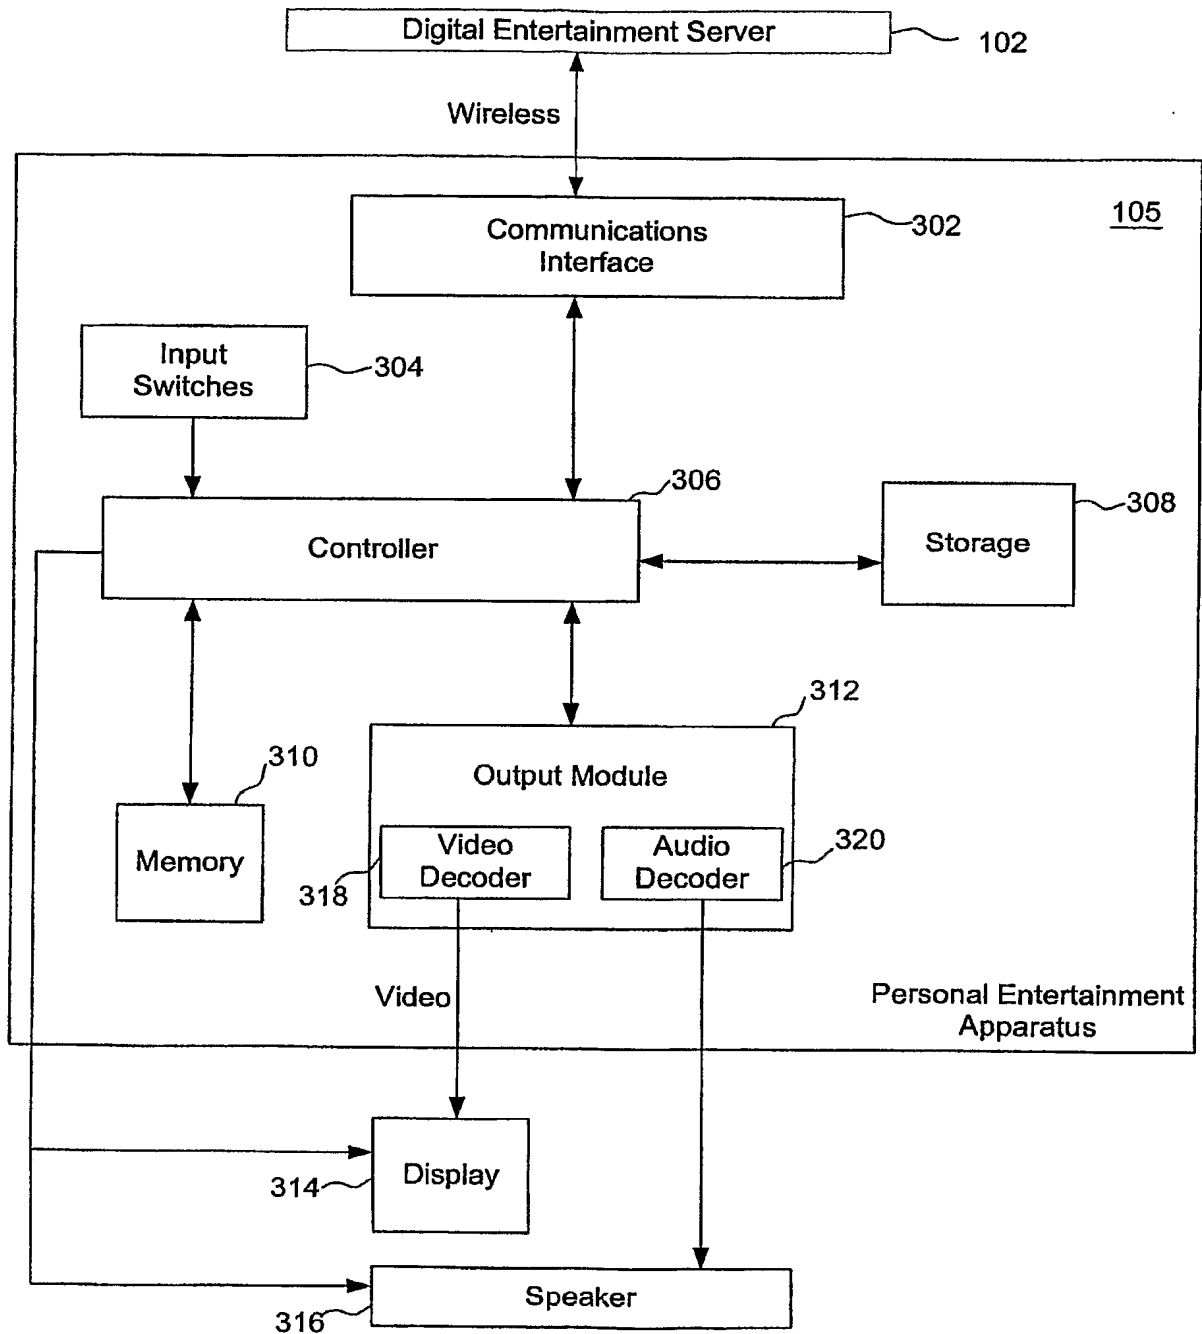 Digital Entertainment Server
102
Wireless
105
Communications
Interface
302
Input
Switches
304
306
Controller
308
Storage
312
310
Output Module
Memory
Video
Decoder
318
Audio
Decoder
320
Video
Personal Entertainment
Apparatus
Display
314
Speaker
316